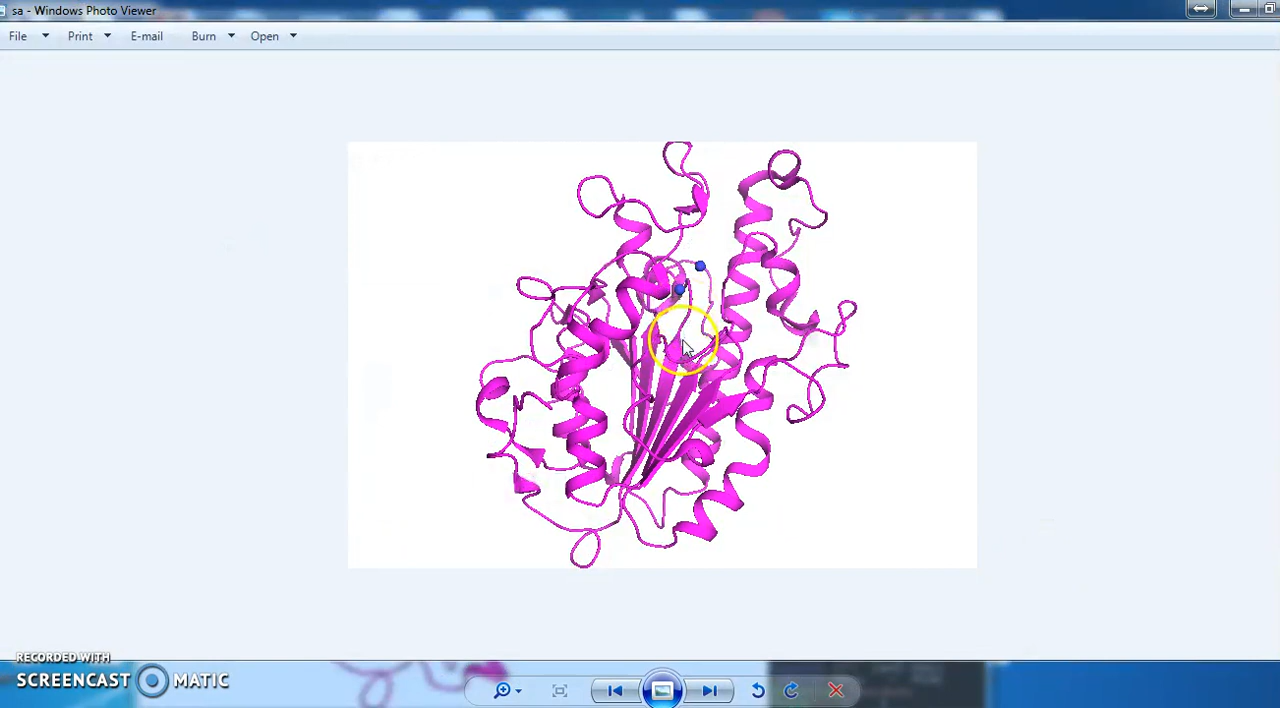 sa - Windows Photo Viewer
File Print E-mail Burn Open
RECORDED WITH
SCREENCAST MATIC